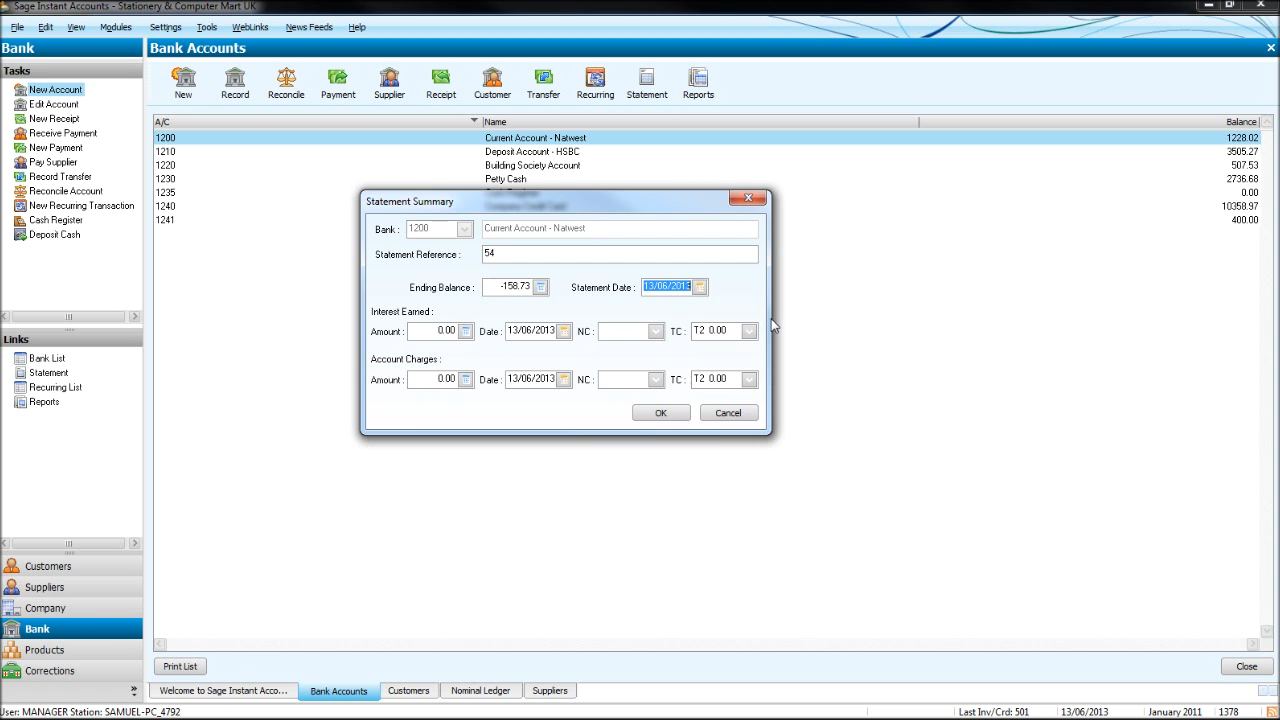 Sage Instant Accounts - Stationery & Computer Mart UK
File Edit View Modules Tasks Settings Tools WebLinks News Feeds Help
Bank
Bank Accounts
Tasks
New Account
Edit Account
New Receipt
Receive Payment
New Payment
Pay Supplier
Record Transfer
Reconcile Account
New Recurring Transaction
Cash Register
Deposit Cash
Links
Bank List
Statement
Recurring List
Reports
Customers
Suppliers
Company
Bank
Products
Corrections
New Record Reconcile Payment Supplier Receipt Customer Transfer Recurring Statement Reports
A/C Name Balance
1200 Current Account - Natwest 1228.02
1210 Deposit Account - HSBC 3505.27
1220 Building Society Account 507.53
1230 Petty Cash 2736.68
1235 Cash Register 0.00
1240 Company Credit Card 10358.97
1241 400.00
Statement Summary
Bank : 1200 Current Account - Natwest
Statement Reference : 54
Ending Balance : -158.73 Statement Date : 13/06/2013
Interest Earned :
Amount : 0.00 Date : 13/06/2013 NC : TC : T2 0.00
Account Charges :
Amount : 0.00 Date : 13/06/2013 NC : TC : T2 0.00
OK Cancel
Print List Close
Welcome to Sage Instant Acco... Bank Accounts Customers Nominal Ledger Suppliers
User: MANAGER Station: SAMUEL-PC_4792 Last Inv/Crd: 501 13/06/2013 January 2011 1378